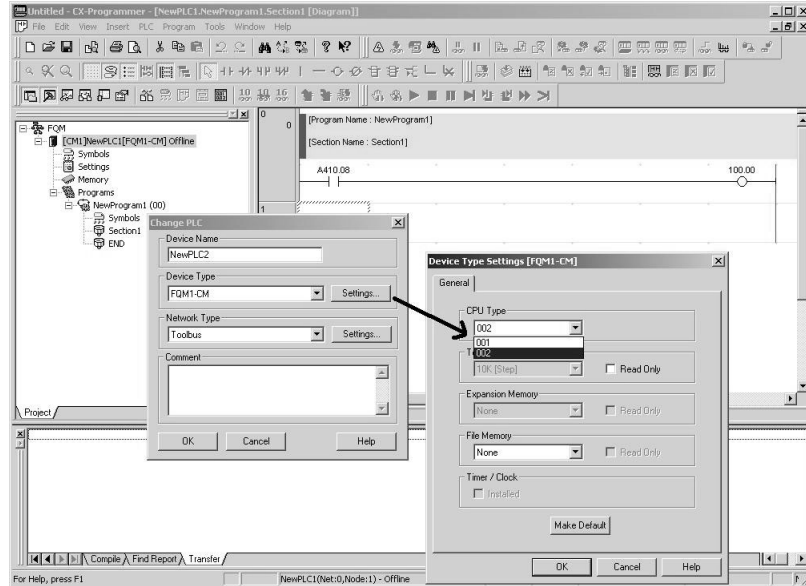 Untitled - CX-Programmer - [NewPLC1.NewProgram1.Section1 [Diagram]]
File Edit View Insert PLC Program Tools Window Help
FQM
[CM1]NewPLC1[FQM1-CM] Offline
Symbols
Settings
Memory
Programs
NewProgram1 (00)
Symbols
Section1
END
Project
0
0
[Program Name : NewProgram1]
[Section Name : Section1]
A410.08
100.00
1
Change PLC
Device Name
NewPLC2
Device Type
FQM1-CM
Settings...
Network Type
Toolbus
Settings...
Comment
OK
Cancel
Help
Device Type Settings [FQM1-CM]
General
CPU Type
002
001
002
10K [Step]
Read Only
Expansion Memory
None
Read Only
File Memory
None
Read Only
Timer / Clock
Installed
Make Default
OK
Cancel
Help
Compile
Find Report
Transfer
For Help, press F1
NewPLC1(Net:0,Node:1) - Offline